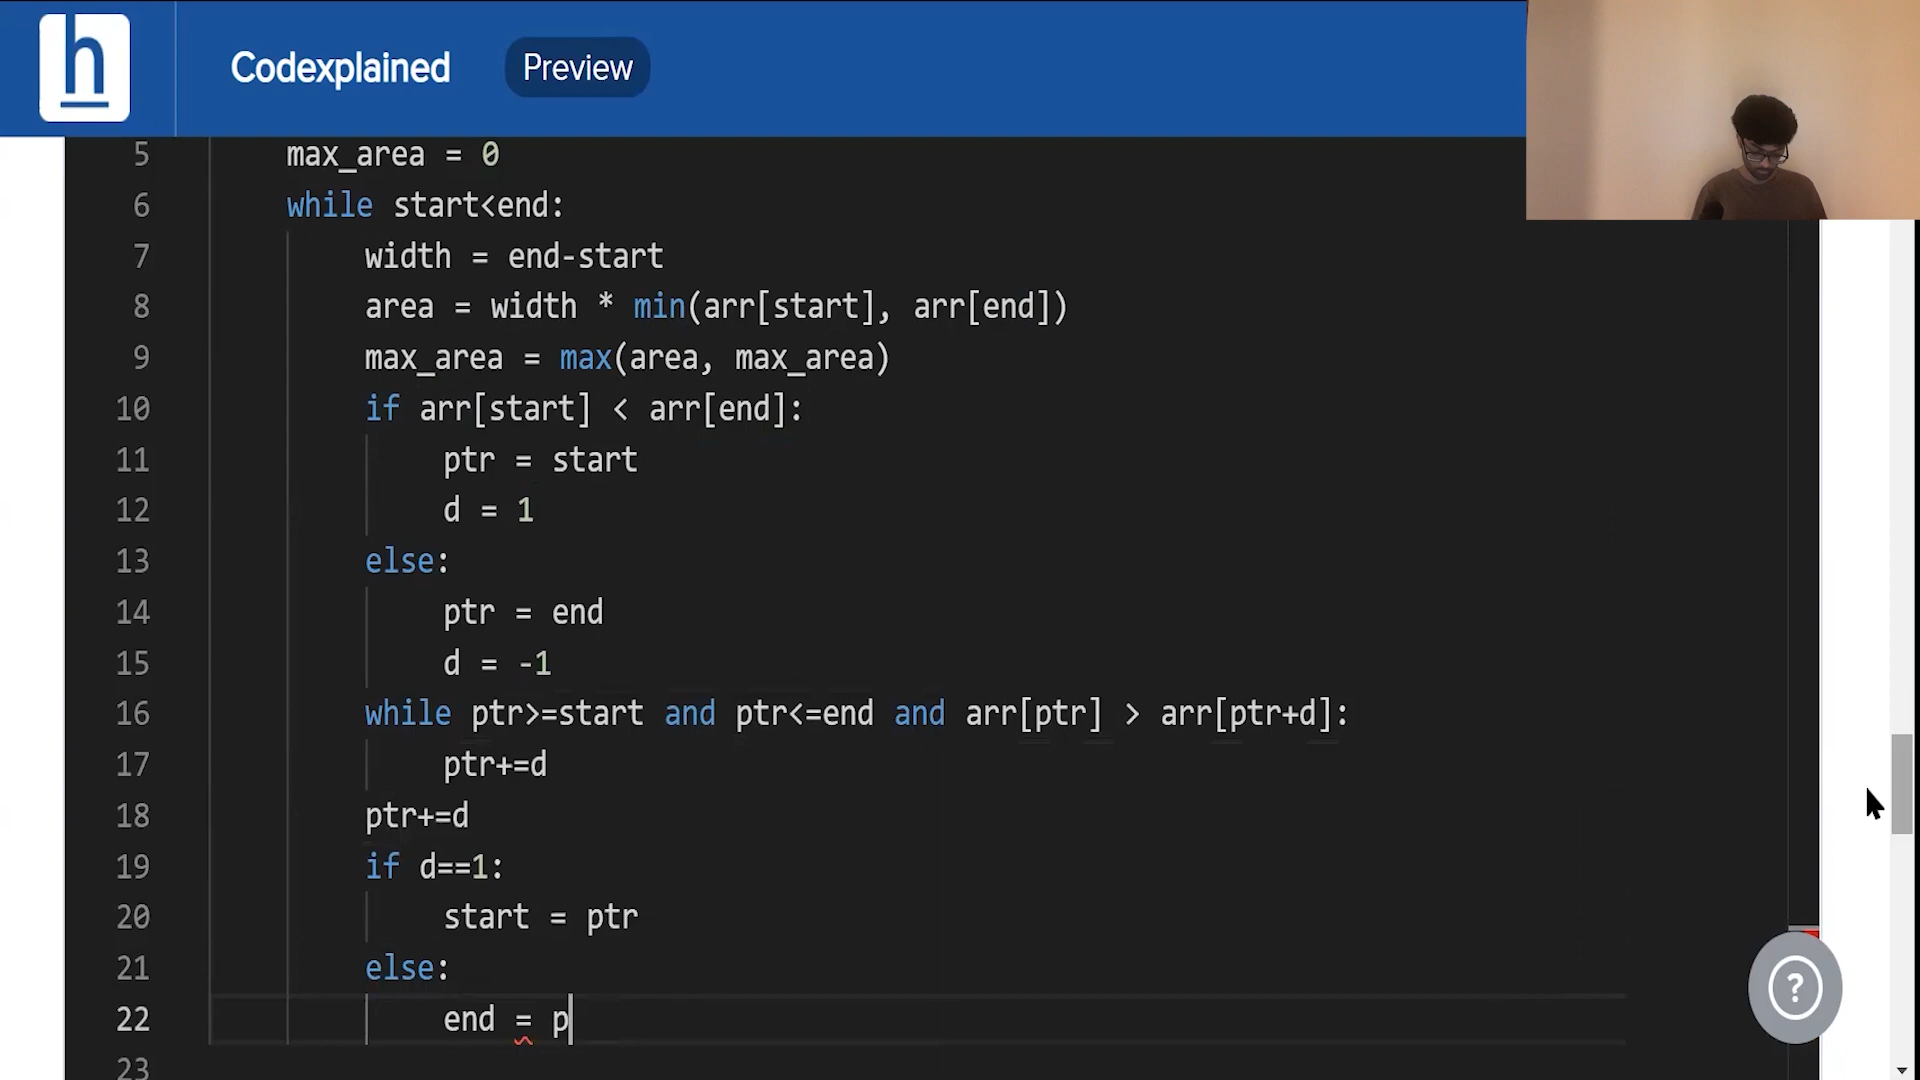 h
Codexplained
Preview
5 max_area = 0
6 while start<end:
7 width = end-start
8 area = width * min(arr[start], arr[end])
9 max_area = max(area, max_area)
10 if arr[start] < arr[end]:
11 ptr = start
12 d = 1
13 else:
14 ptr = end
15 d = -1
16 while ptr>=start and ptr<=end and arr[ptr] > arr[ptr+d]:
17 ptr+=d
18 ptr+=d
19 if d==1:
20 start = ptr
21 else:
22 end = p
23
?